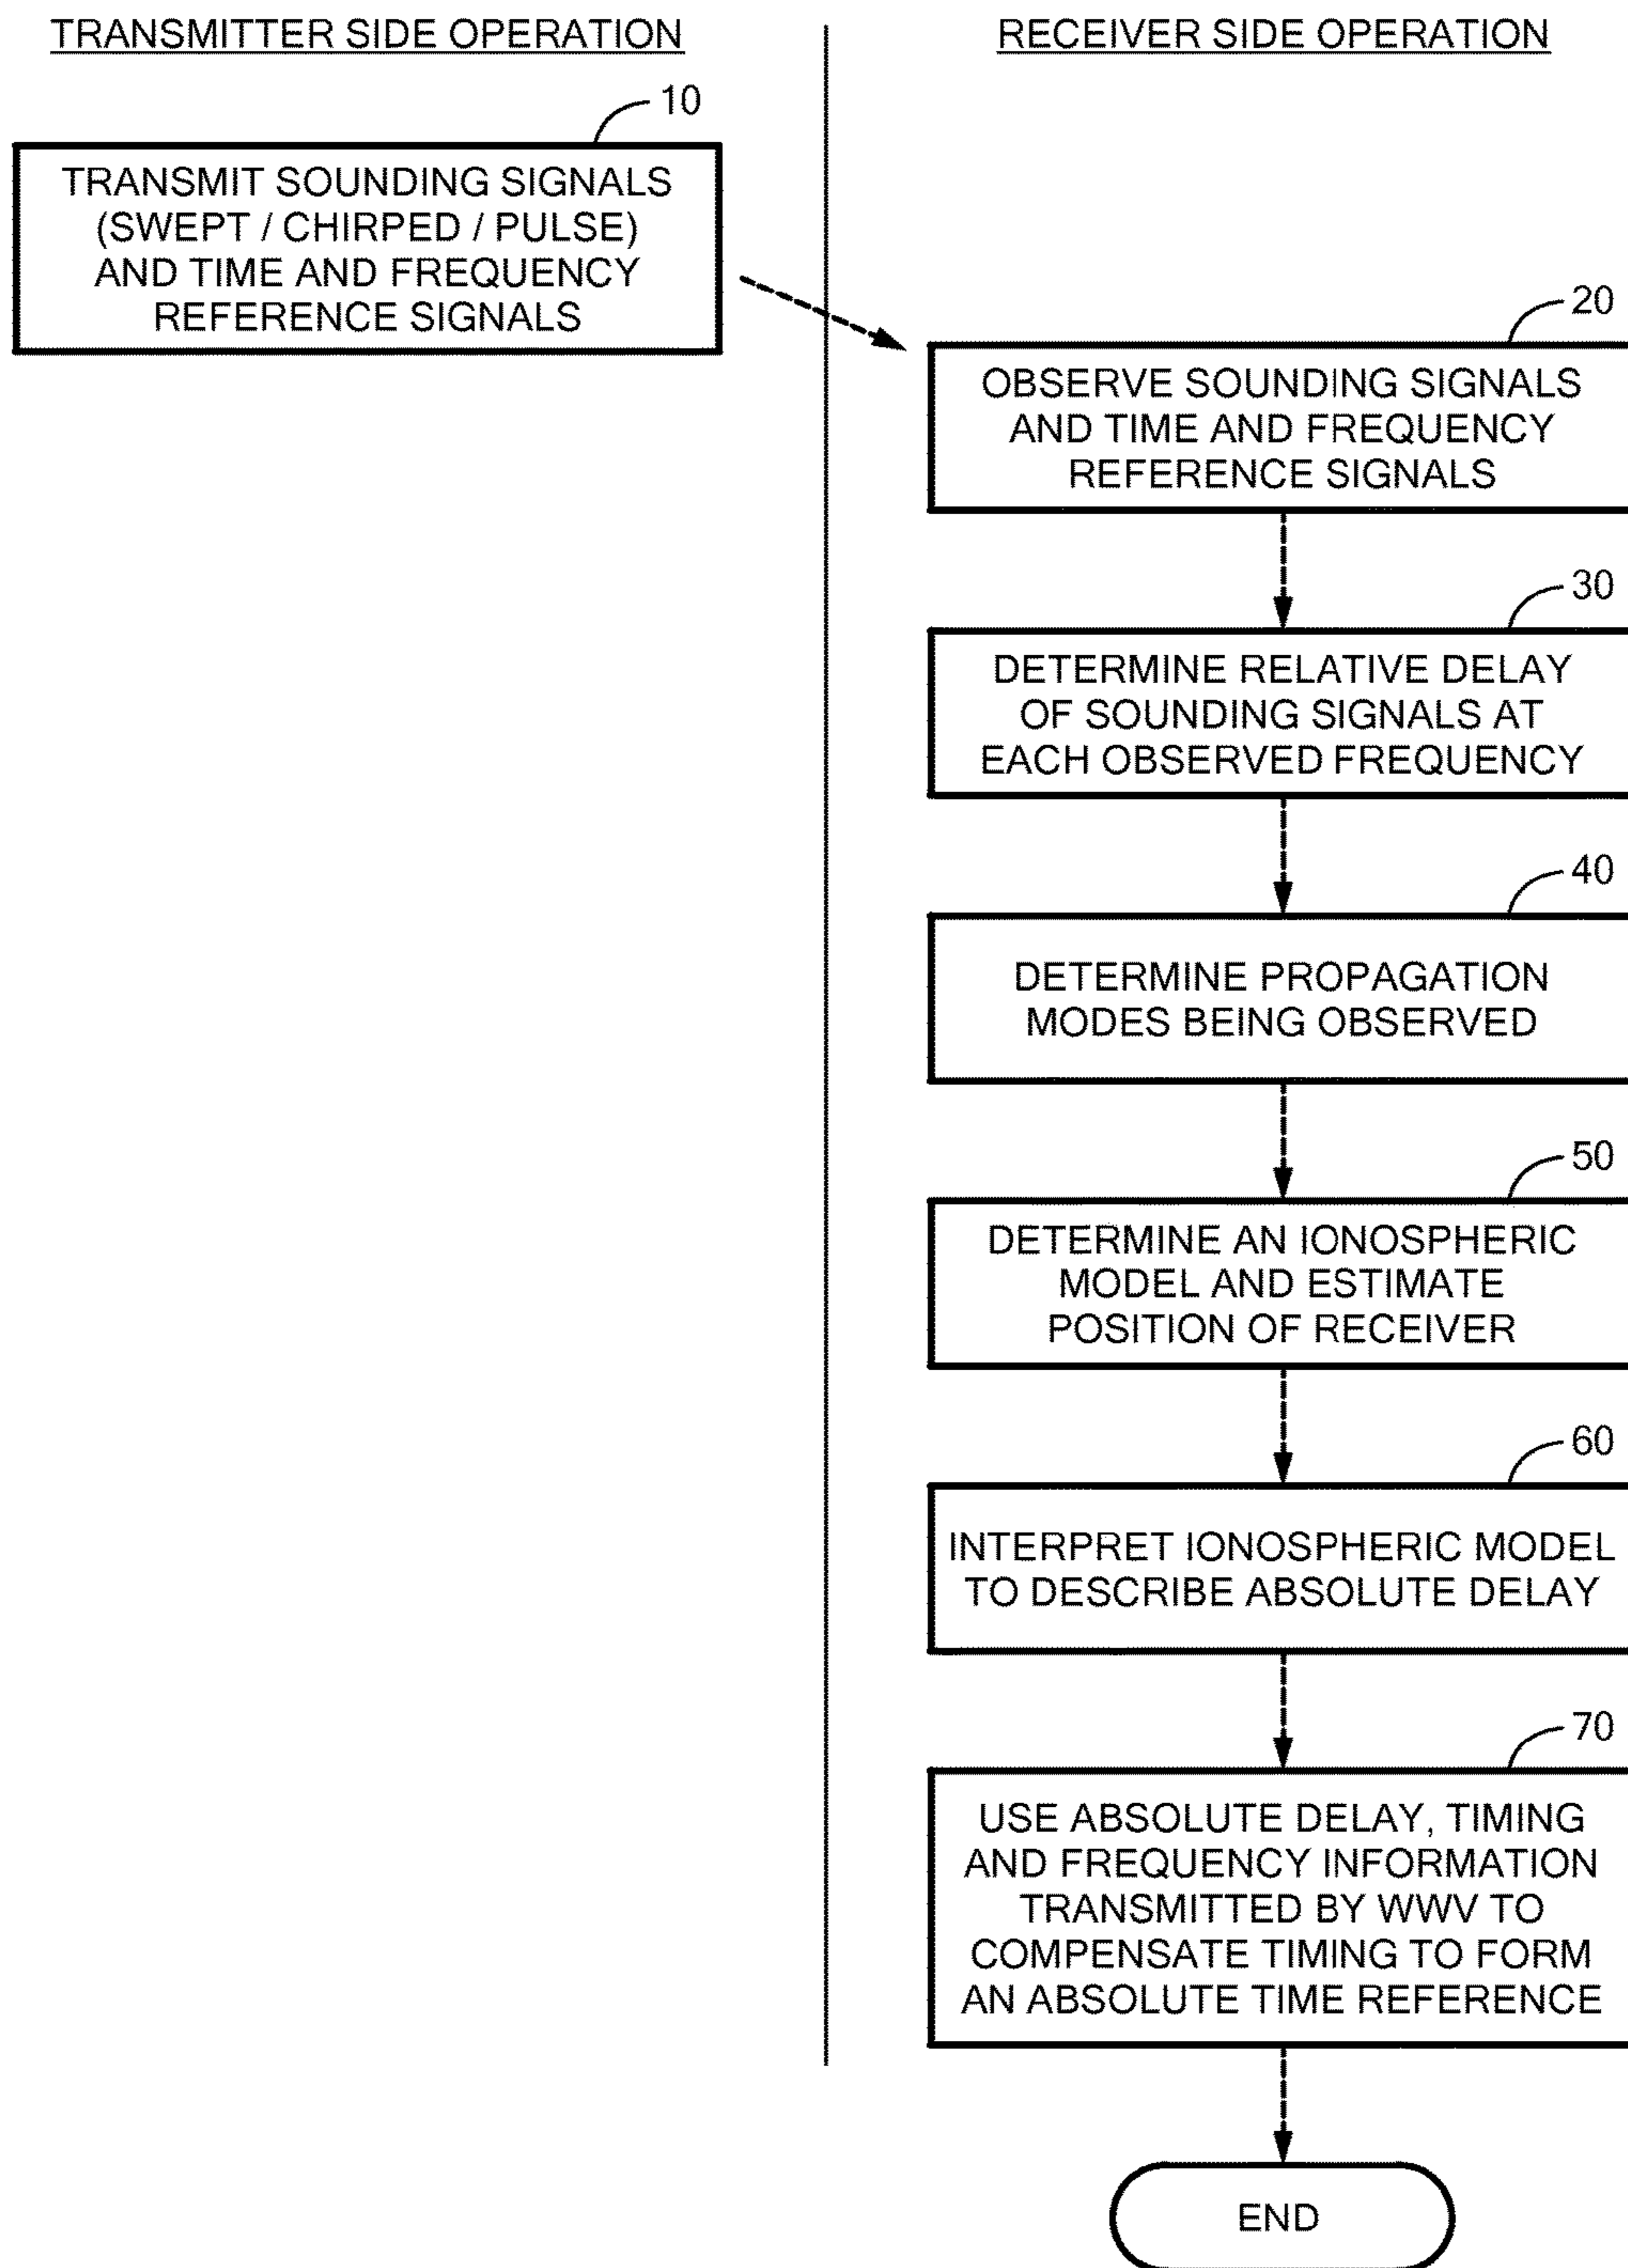 TRANSMITTER SIDE OPERATION
10
TRANSMIT SOUNDING SIGNALS
(SWEPT / CHIRPED / PULSE)
AND TIME AND FREQUENCY
REFERENCE SIGNALS
RECEIVER SIDE OPERATION
20
OBSERVE SOUNDING SIGNALS
AND TIME AND FREQUENCY
REFERENCE SIGNALS
30
DETERMINE RELATIVE DELAY
OF SOUNDING SIGNALS AT
EACH OBSERVED FREQUENCY
40
DETERMINE PROPAGATION
MODES BEING OBSERVED
50
DETERMINE AN IONOSPHERIC
MODEL AND ESTIMATE
POSITION OF RECEIVER
60
INTERPRET IONOSPHERIC MODEL
TO DESCRIBE ABSOLUTE DELAY
70
USE ABSOLUTE DELAY, TIMING
AND FREQUENCY INFORMATION
TRANSMITTED BY WWV TO
COMPENSATE TIMING TO FORM
AN ABSOLUTE TIME REFERENCE
END